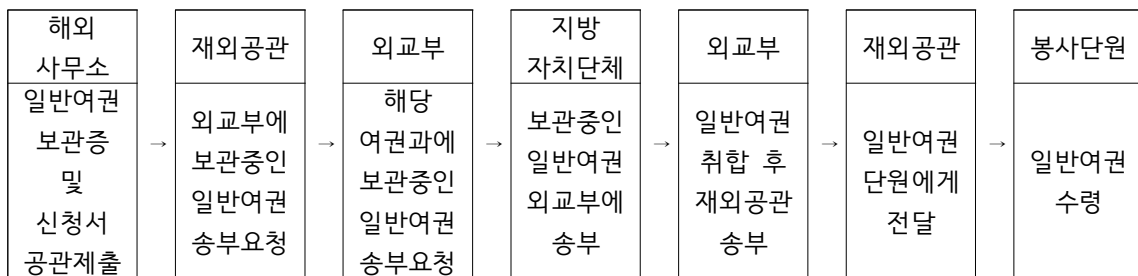 해외
사무소
일반여권
보관증
및
신청서
공관제출
→
재외공관
외교부에
보관중인
일반여권
송부요청
→
외교부
해당
여권과에
보관중인
일반여권
송부요청
→
지방
자치단체
보관중인
일반여권
외교부에
송부
→
외교부
일반여권
취합 후
재외공관
송부
→
재외공관
일반여권
단원에게
전달
→
봉사단원
일반여권
수령